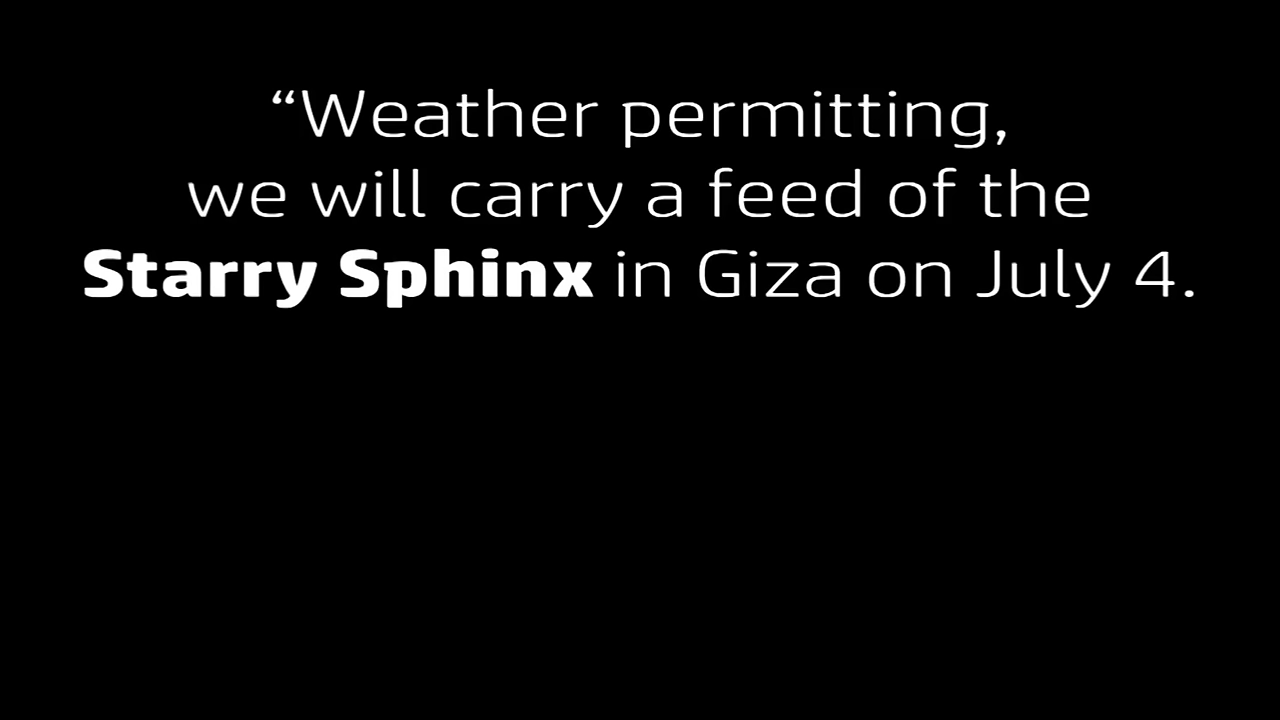 “Weather permitting,
we will carry a feed of the
Starry Sphinx in Giza on July 4.